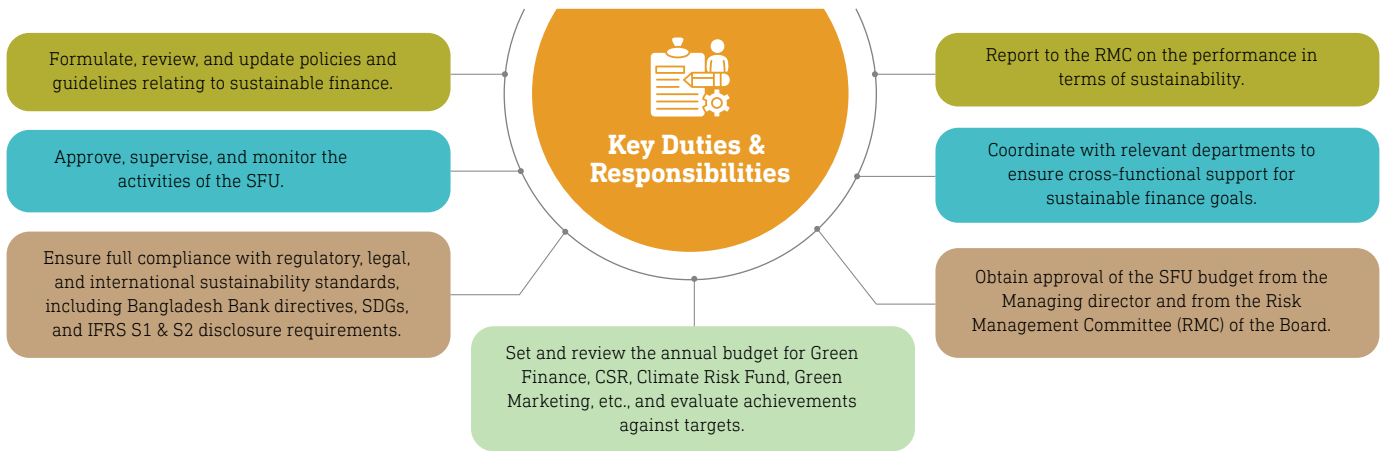 Key Duties &
Responsibilities
Formulate, review, and update policies and
guidelines relating to sustainable finance.
Approve, supervise, and monitor the
activities of the SFU.
Ensure full compliance with regulatory, legal,
and international sustainability standards,
including Bangladesh Bank directives, SDGs,
and IFRS S1 & S2 disclosure requirements.
Set and review the annual budget for Green
Finance, CSR, Climate Risk Fund, Green
Marketing, etc., and evaluate achievements
against targets.
Report to the RMC on the performance in
terms of sustainability.
Coordinate with relevant departments to
ensure cross-functional support for
sustainable finance goals.
Obtain approval of the SFU budget from the
Managing director and from the Risk
Management Committee (RMC) of the Board.